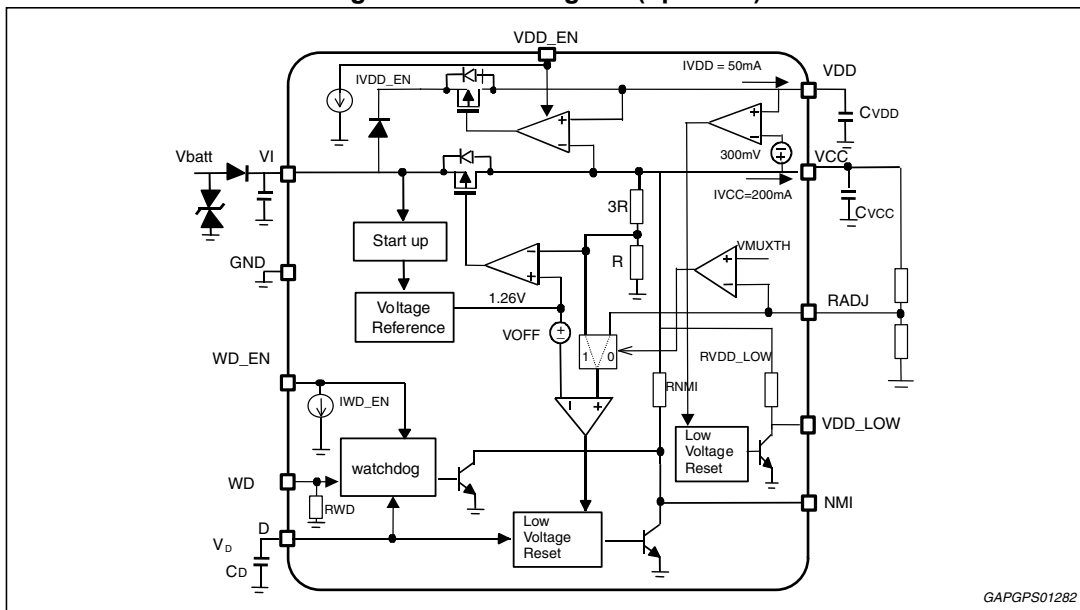 VDD_EN
IVDD_EN
IVDD = 50mA
VDD
CVDD
300mV
Vbatt
VI
VCC
IVCC=200mA
CVCC
3R
Start up
R
VMUXTH
GND
Voltage
Reference
1.26V
VOFF
RADJ
1
0
RVDD_LOW
WD_EN
IWD_EN
RNMI
VDD_LOW
Low
Voltage
Reset
watchdog
WD
RWD
NMI
D
VD
CD
Low
Voltage
Reset
GAPGPS01282